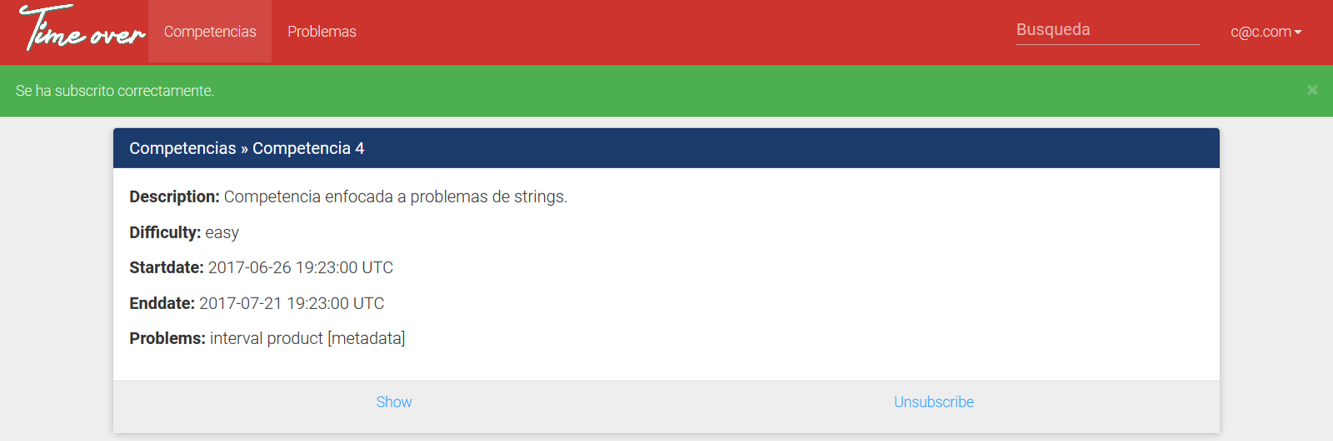 Time over Competencias Problemas Busqueda c@c.com
Se ha subscrito correctamente. ×
Competencias » Competencia 4
Description: Competencia enfocada a problemas de strings.
Difficulty: easy
Startdate: 2017-06-26 19:23:00 UTC
Enddate: 2017-07-21 19:23:00 UTC
Problems: interval product [metadata]
Show Unsubscribe